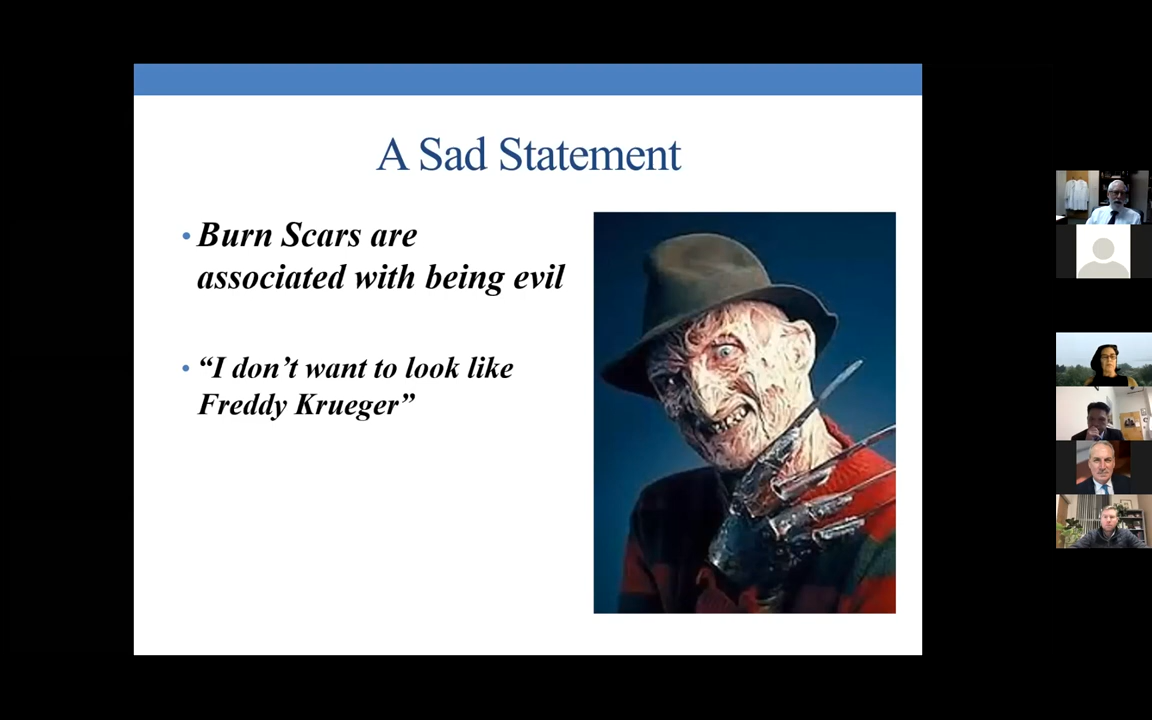 A Sad Statement
• Burn Scars are
associated with being evil
• “I don’t want to look like
Freddy Krueger”